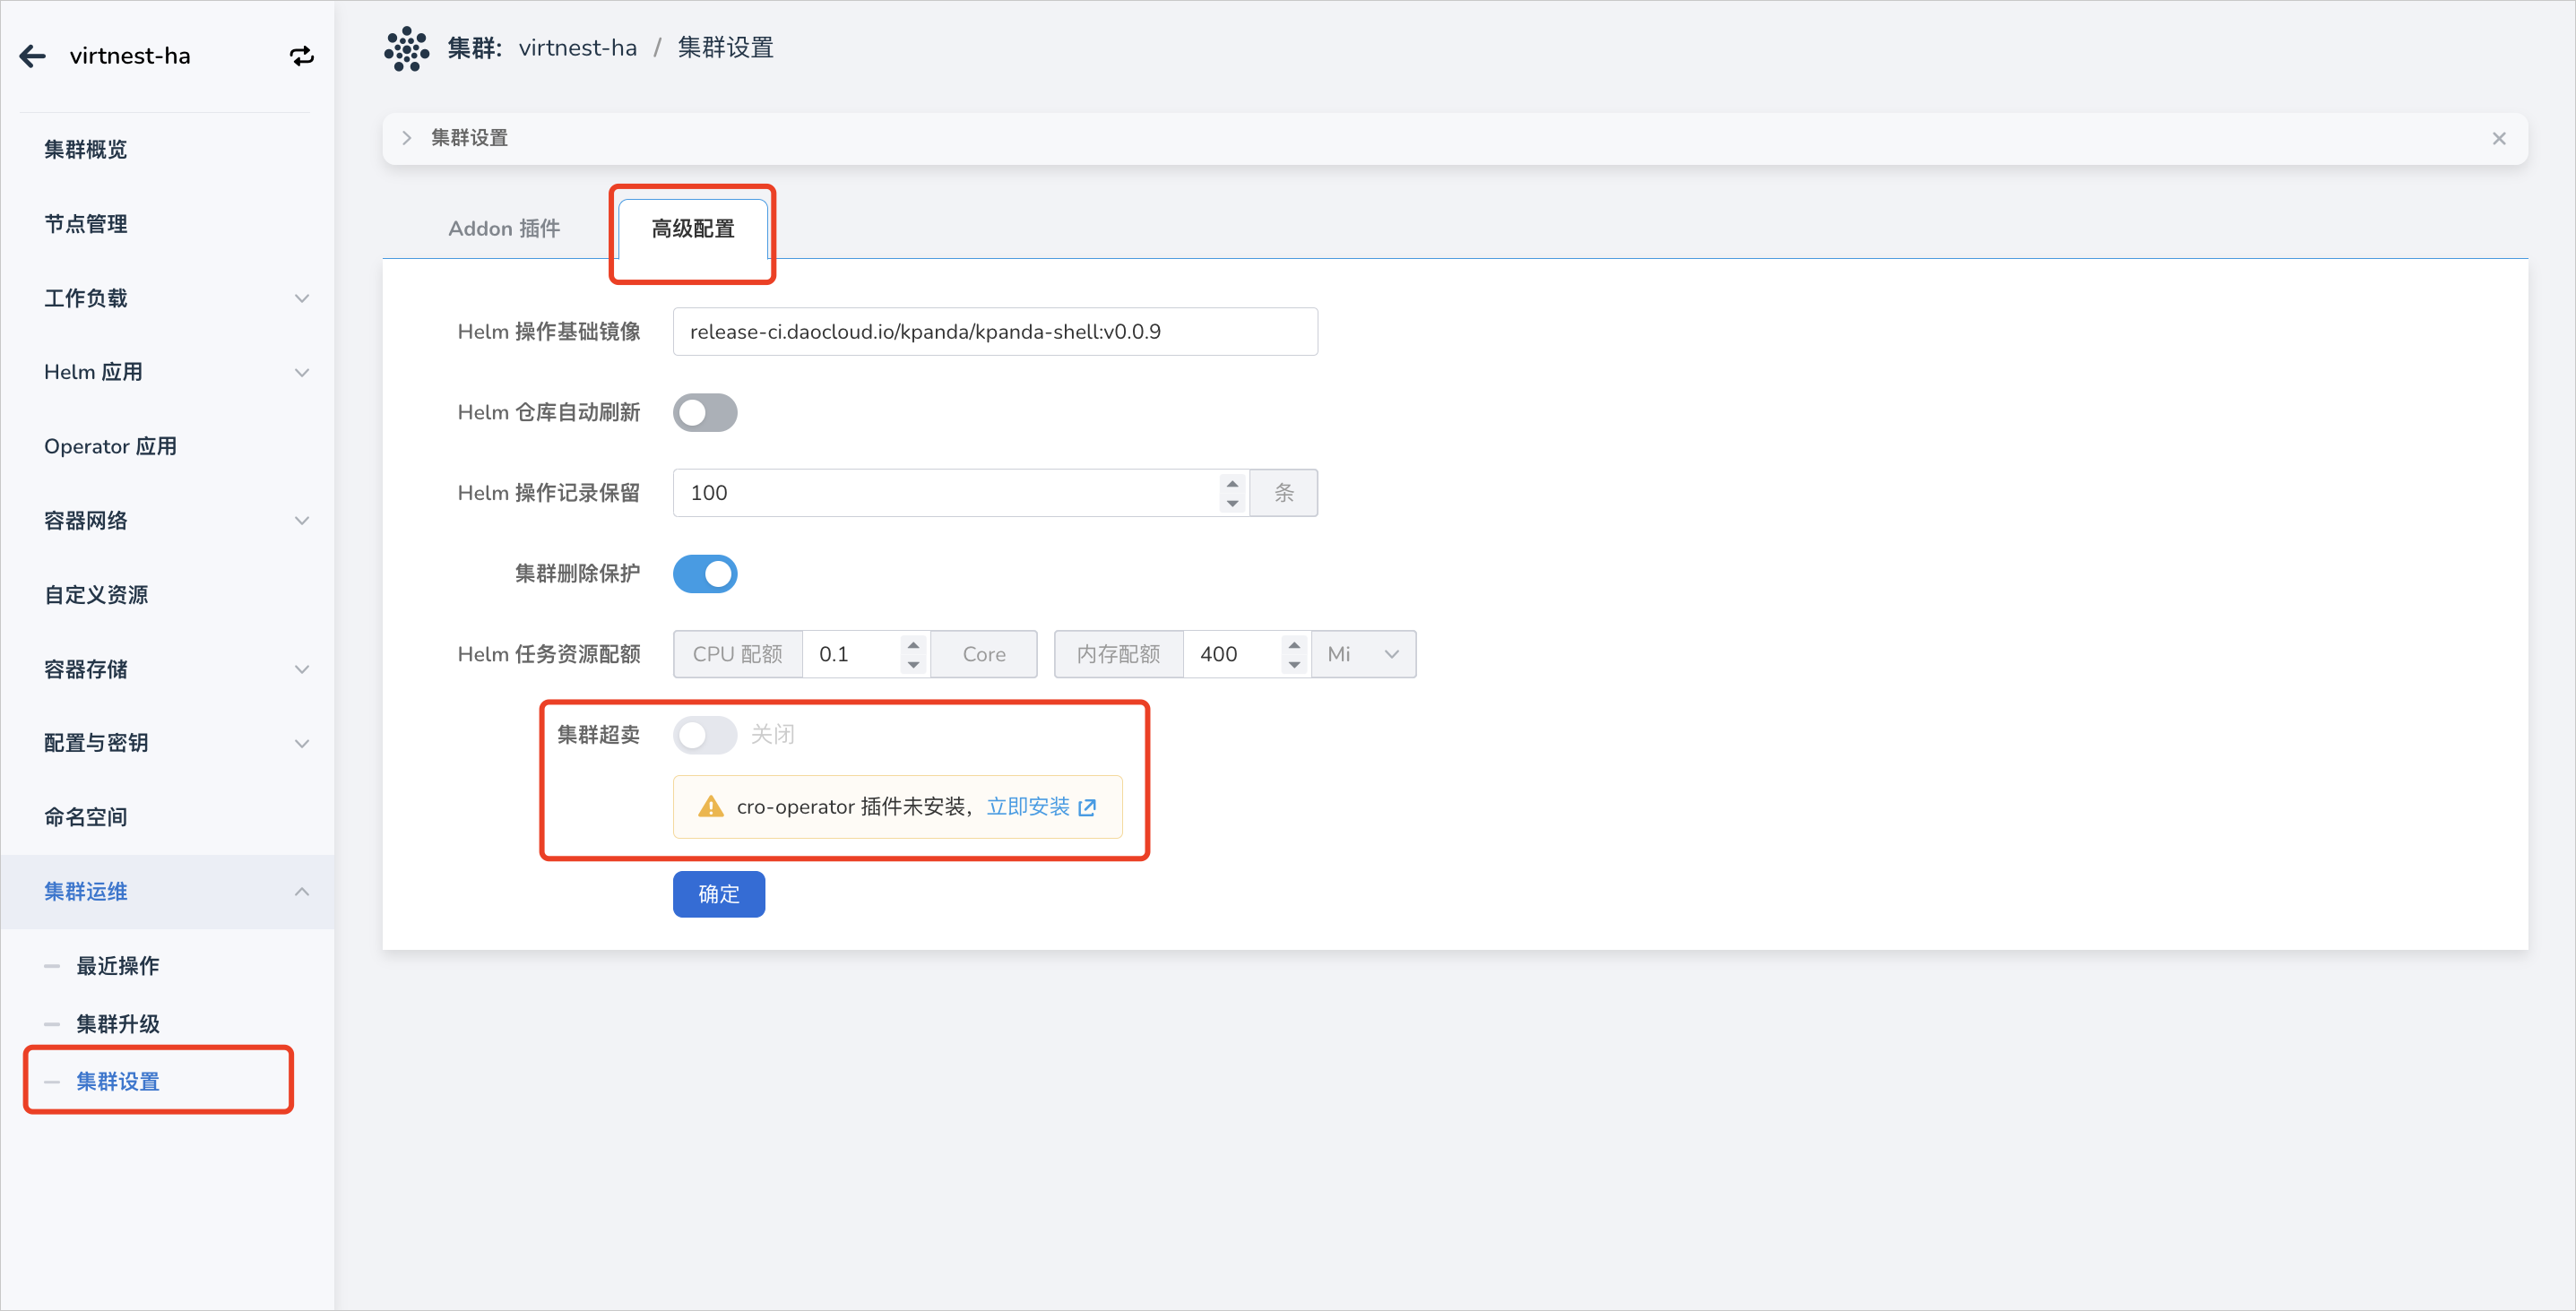 virtnest-ha
集群概览
节点管理
工作负载
Helm 应用
Operator 应用
容器网络
自定义资源
容器存储
配置与密钥
命名空间
集群运维
最近操作
集群升级
集群设置
集群: virtnest-ha / 集群设置
集群设置
Addon 插件 高级配置
Helm 操作基础镜像 release-ci.daocloud.io/kpanda/kpanda-shell:v0.0.9
Helm 仓库自动刷新
Helm 操作记录保留 100 条
集群删除保护
Helm 任务资源配额 CPU 配额 0.1 Core 内存配额 400 Mi
集群超卖 关闭
cro-operator 插件未安装，立即安装
确定